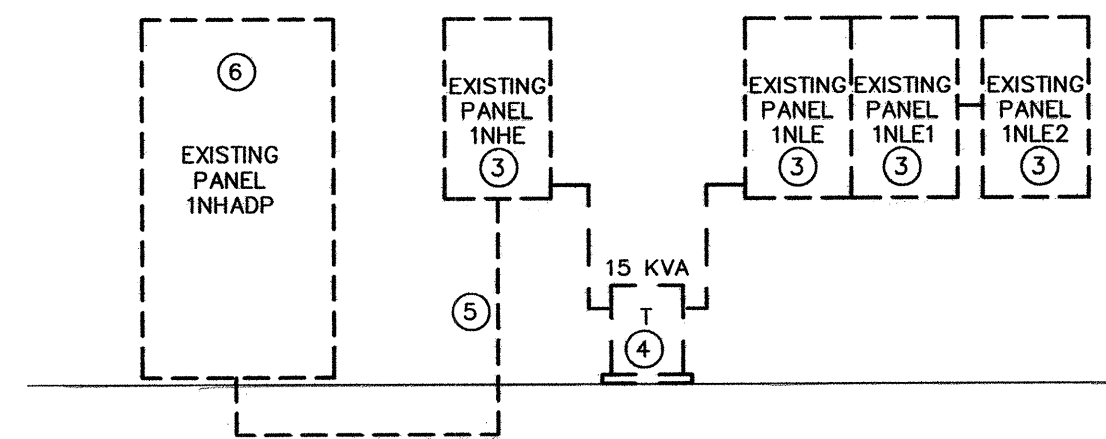 6
EXISTING
PANEL
1NHADP
EXISTING
PANEL
1NHE
3
EXISTING
PANEL
1NLE
3
EXISTING
PANEL
1NLE1
3
EXISTING
PANEL
1NLE2
3
5
15 KVA
T
4